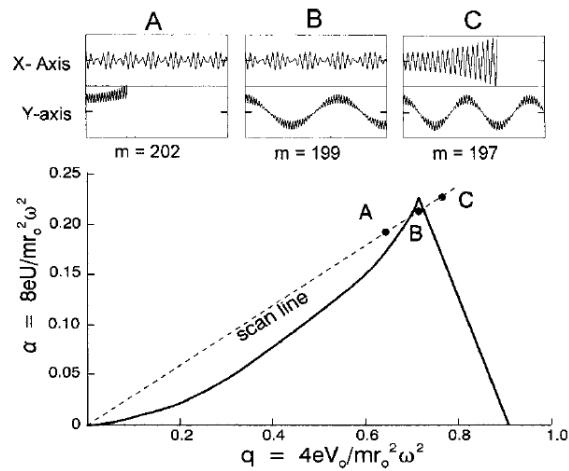 A B C
X- Axis
Y-axis
m = 202 m = 199 m = 197
0.25
0.20
0.15
0.10
0.05
0
α = 8eU/mr₀²ω²
A
B
C
scan line
0.2 0.4 0.6 0.8 1.0
q = 4eV₀/mr₀²ω²